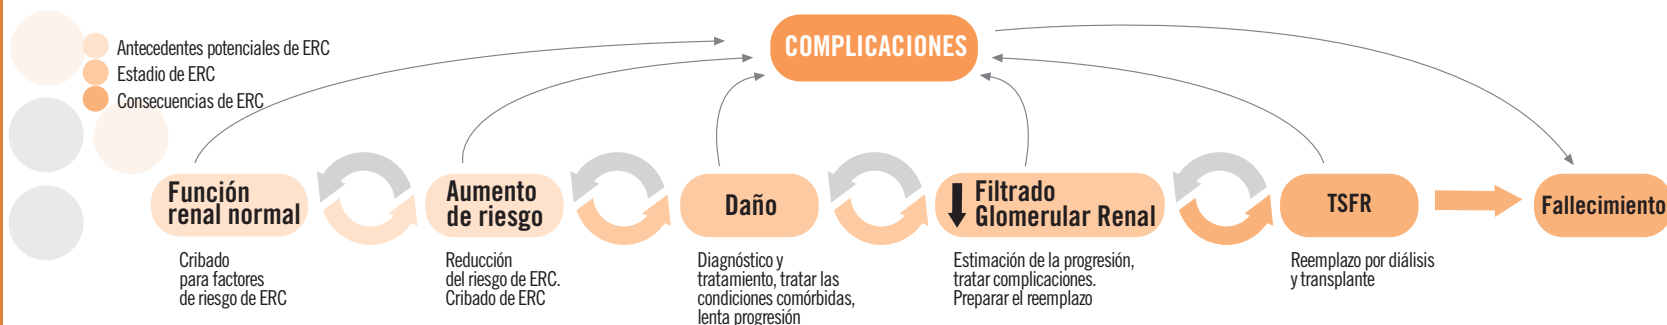 Antecedentes potenciales de ERC
Estadio de ERC
Consecuencias de ERC
COMPLICACIONES
Función
renal normal
Aumento
de riesgo
Daño
Filtrado
Glomerular Renal
TSFR
Fallecimiento
Cribado
para factores
de riesgo de ERC
Reducción
del riesgo de ERC.
Cribado de ERC
Diagnóstico y
tratamiento, tratar las
condiciones comórbidas,
lenta progresión
Estimación de la progresión,
tratar complicaciones.
Preparar el reemplazo
Reemplazo por diálisis
y transplante